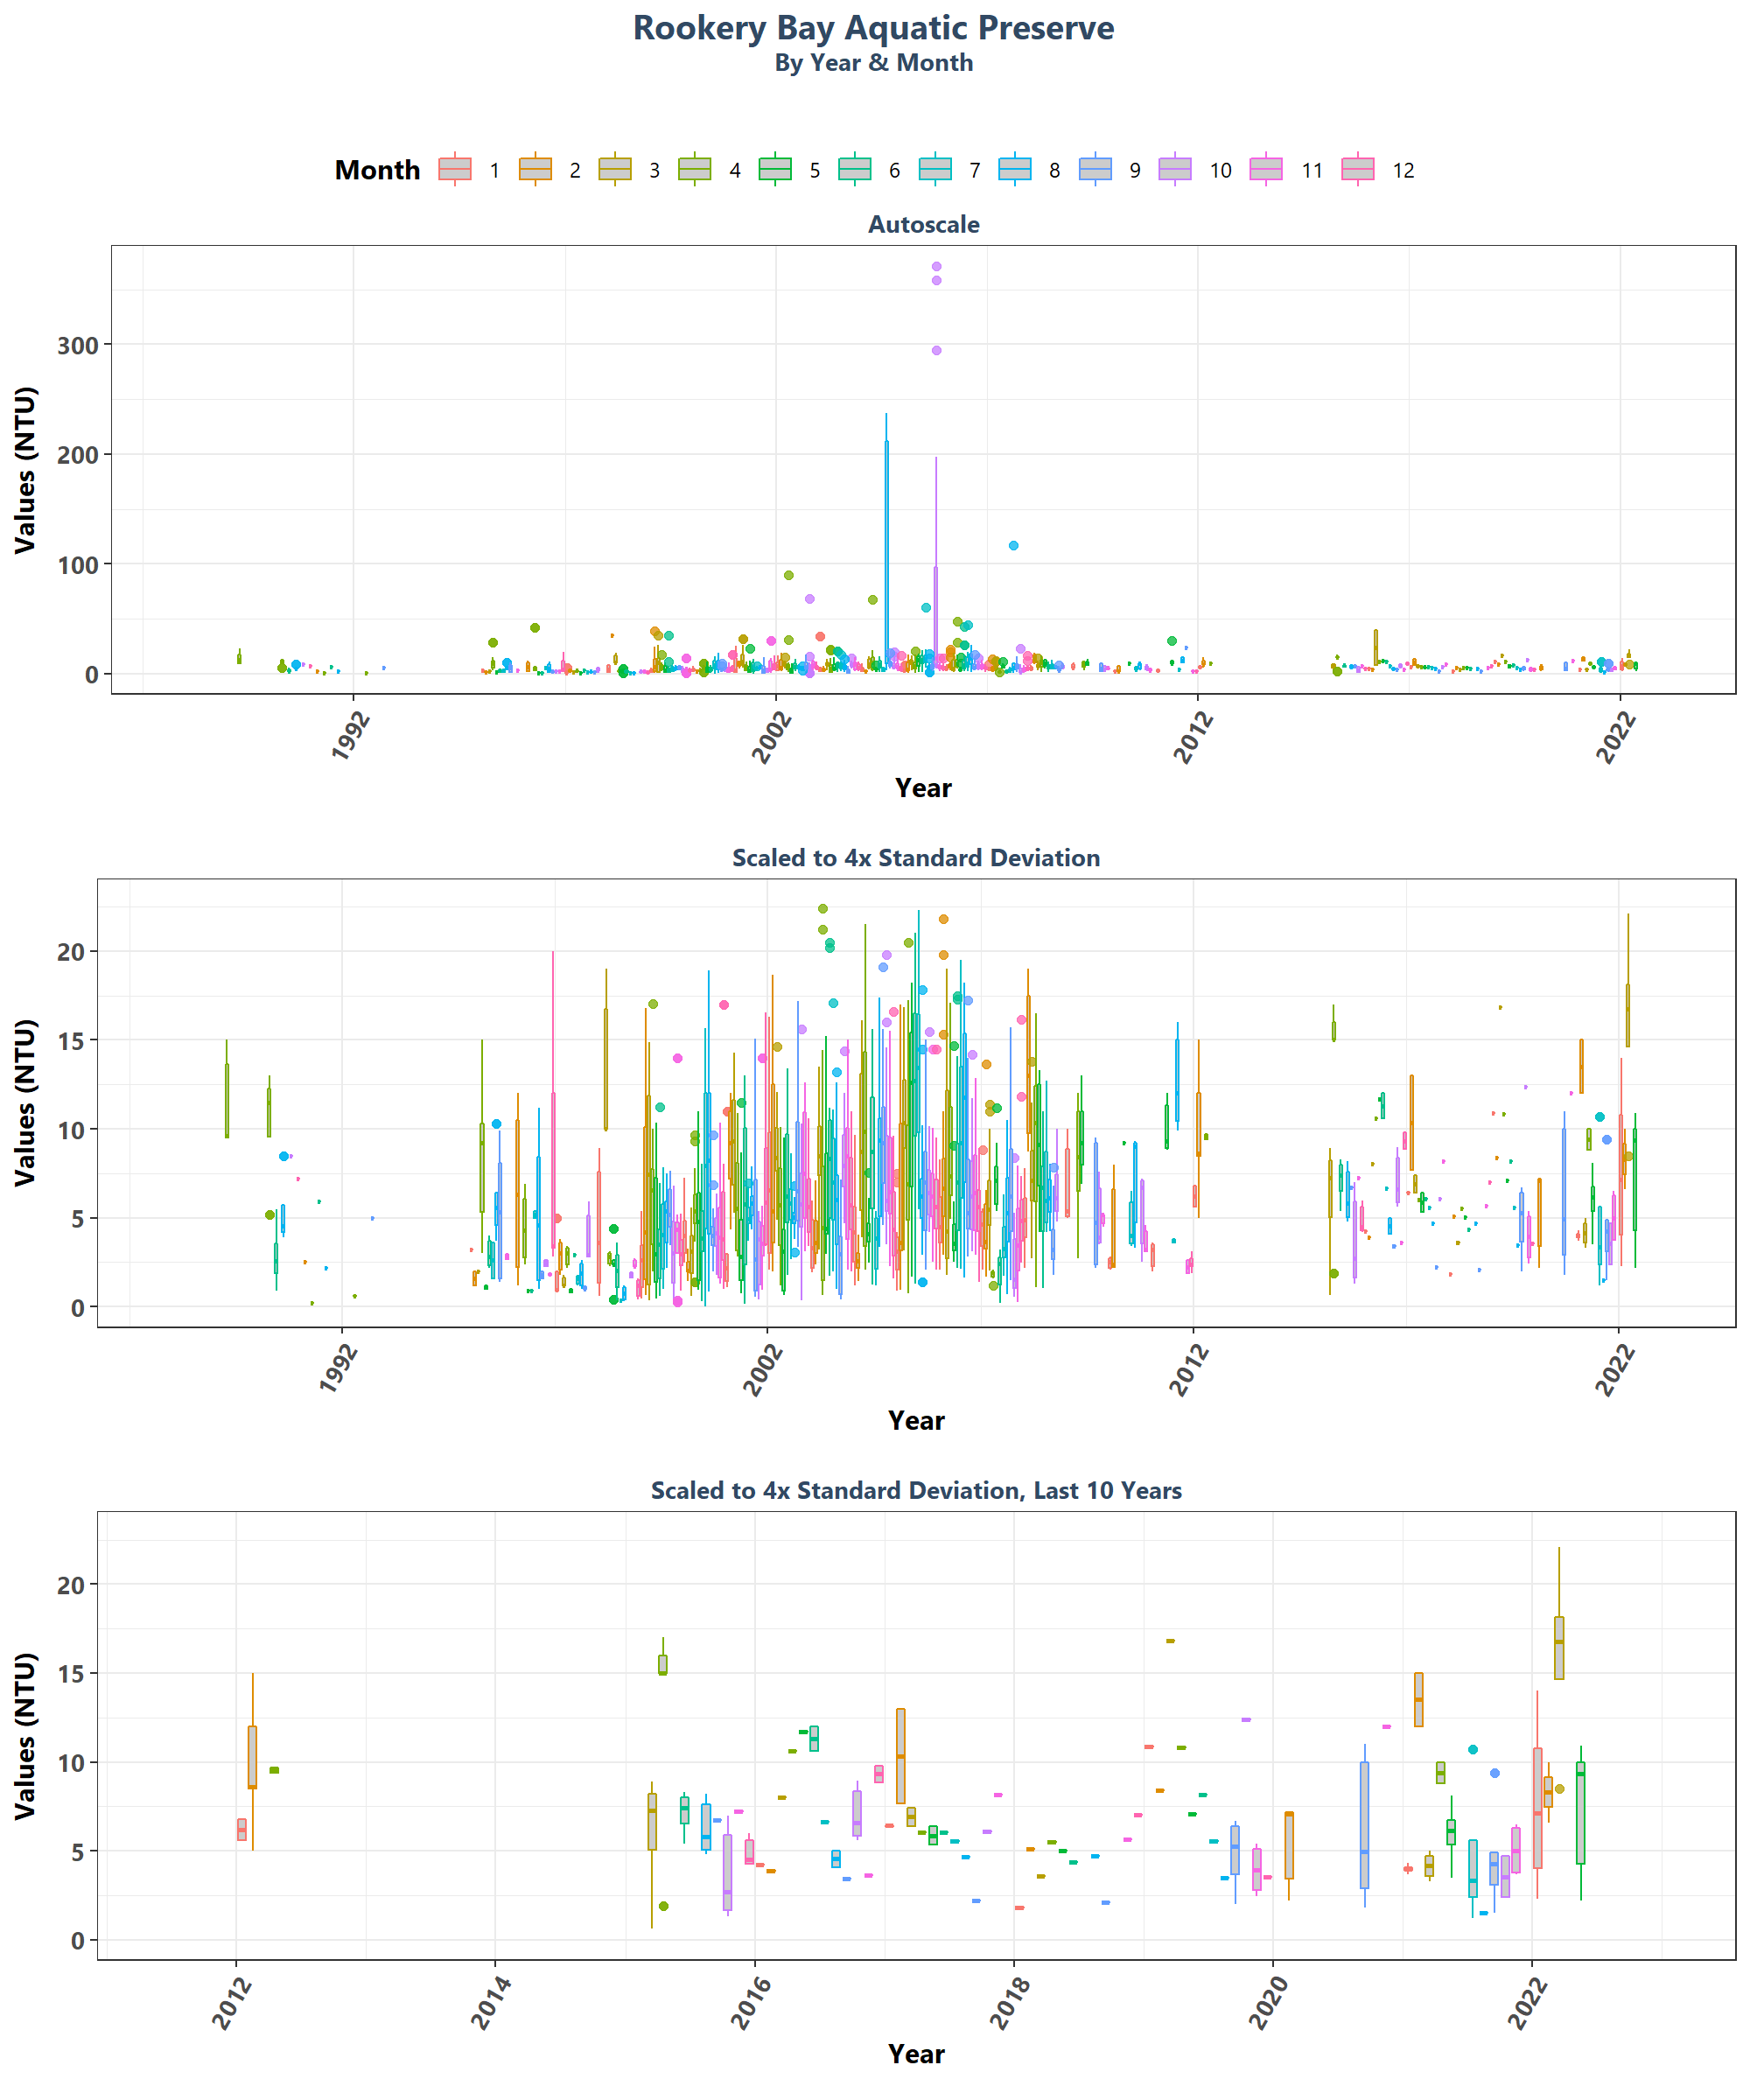 Rookery Bay Aquatic Preserve
By Year & Month
Month 1 2 3 4 5 6 7 8 9 10 11 12
Autoscale
Values (NTU)
300
200
100
0
1992 2002 2012 2022
Year
Scaled to 4x Standard Deviation
Values (NTU)
20
15
10
5
0
1992 2002 2012 2022
Year
Scaled to 4x Standard Deviation, Last 10 Years
Values (NTU)
20
15
10
5
0
2012 2014 2016 2018 2020 2022
Year